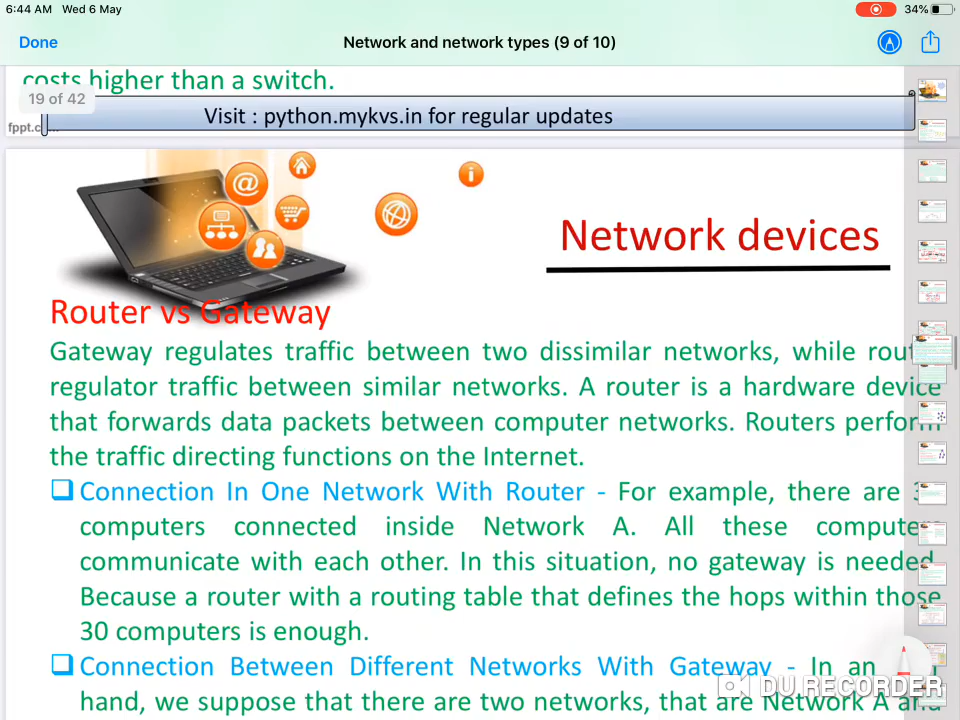 6:44 AM Wed 6 May
34%
Done
Network and network types (9 of 10)
costs higher than a switch.
19 of 42
Visit : python.mykvs.in for regular updates
Network devices
Router vs Gateway
Gateway regulates traffic between two dissimilar networks, while
regulator traffic between similar networks. A router is a hardware device
that forwards data packets between computer networks. Routers perform
the traffic directing functions on the Internet.
❑ Connection In One Network With Router - For example, there are
computers connected inside Network A. All these
communicate with each other. In this situation, no gateway is needed.
Because a router with a routing table that defines the hops within those
30 computers is enough.
❑ Connection Between Different Networks With Gateway - In an
hand, we suppose that there are two networks, that are Network A and
DU RECORDER